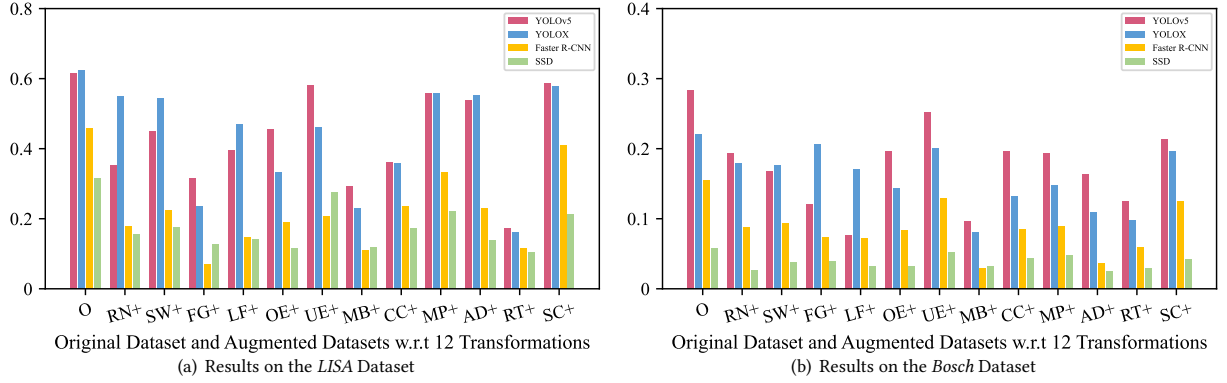 0.8
0.6
0.4
0.2
0
YOLOv5
YOLOX
Faster R-CNN
SSD
O RN+ SW+ FG+ LF+ OE+ UE+ MB+ CC+ MP+ AD+ RT+ SC+
Original Dataset and Augmented Datasets w.r.t 12 Transformations
(a) Results on the LISA Dataset
0.4
0.3
0.2
0.1
0
YOLOv5
YOLOX
Faster R-CNN
SSD
O RN+ SW+ FG+ LF+ OE+ UE+ MB+ CC+ MP+ AD+ RT+ SC+
Original Dataset and Augmented Datasets w.r.t 12 Transformations
(b) Results on the Bosch Dataset